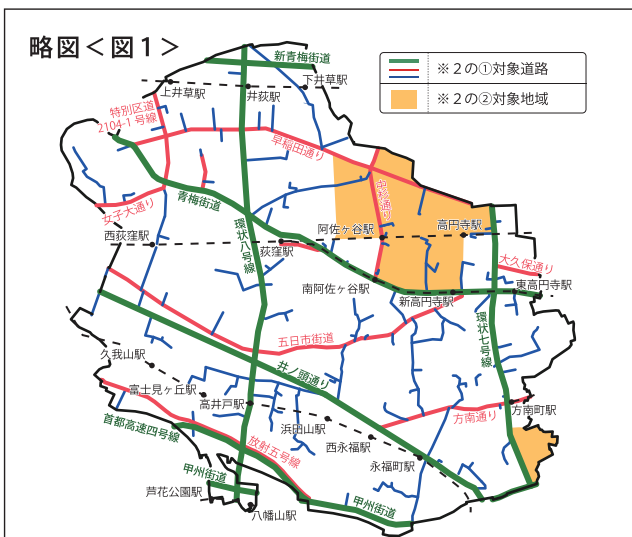 略図＜図1＞
※２の①対象道路
※２の②対象地域
新青梅街道
下井草駅
上井草駅
井荻駅
特別区道
2104-1 号線
早稲田通り
中杉通り
女子大通り
青梅街道
環状八号線
阿佐ヶ谷駅
高円寺駅
西荻窪駅
荻窪駅
大久保通り
南阿佐ヶ谷駅
新高円寺駅
東高円寺駅
環状七号線
五日市街道
久我山駅
井ノ頭通り
富士見ヶ丘駅
高井戸駅
方南町駅
首都高速四号線
浜田山駅
方南通り
放射五号線
西永福駅
永福町駅
甲州街道
芦花公園駅
甲州街道
八幡山駅